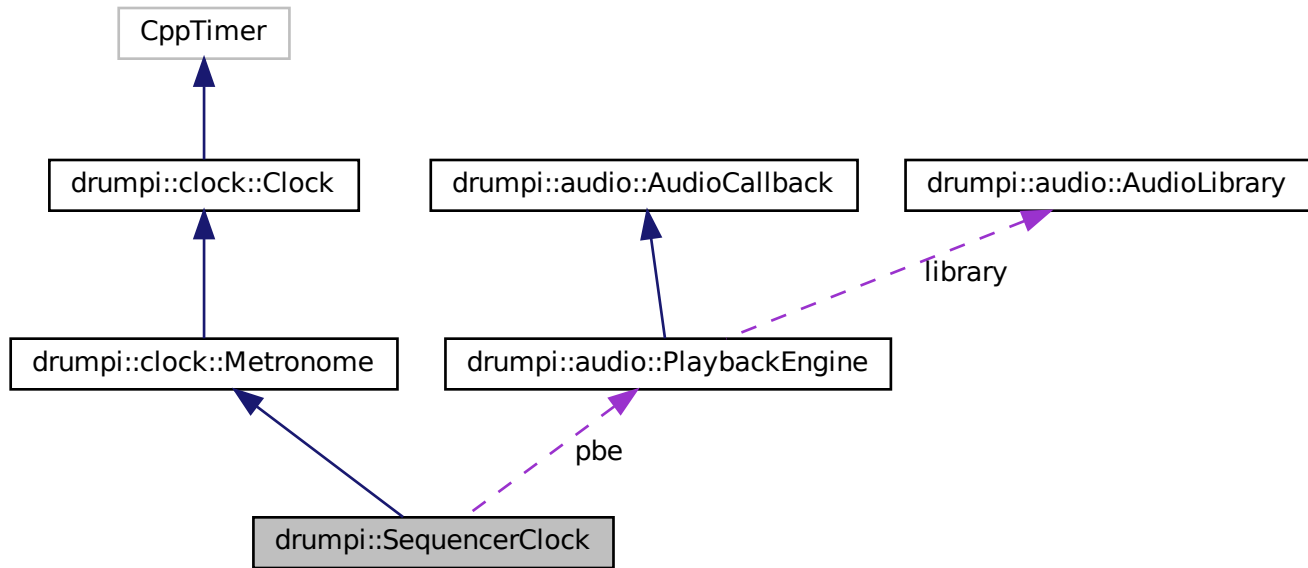 CppTimer
drumpi::clock::Clock
drumpi::audio::AudioCallback
drumpi::audio::AudioLibrary
library
drumpi::clock::Metronome
drumpi::audio::PlaybackEngine
pbe
drumpi::SequencerClock